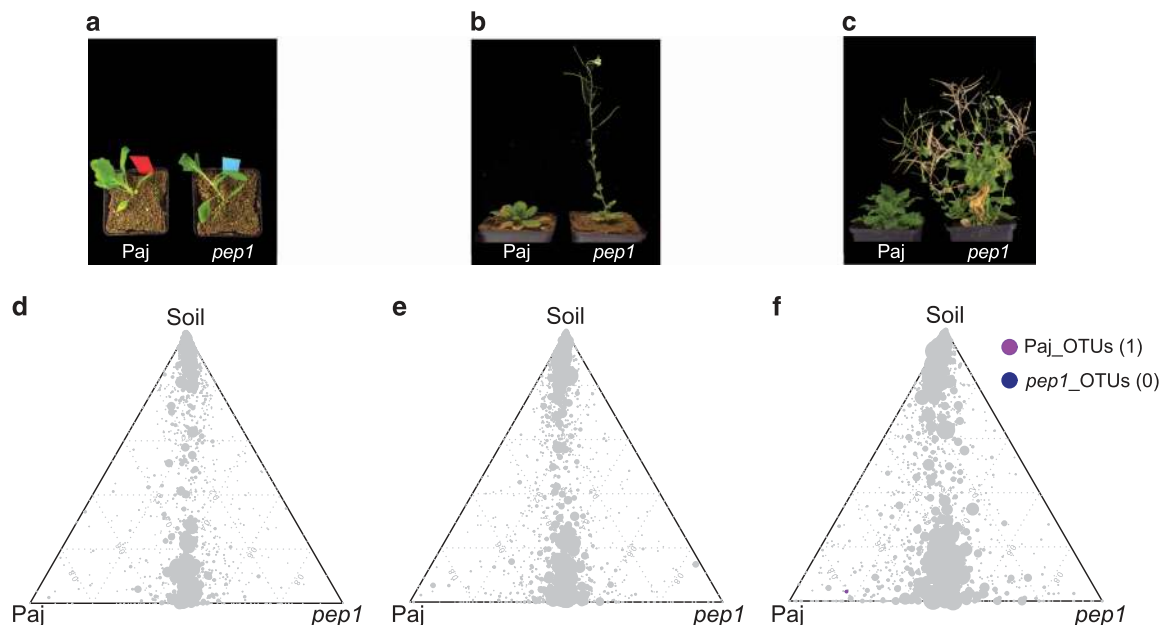 a
b
c
Paj pep1
Paj pep1
Paj pep1
d
e
f
Soil
Soil
Soil
Paj_OTUs (1)
pep1_OTUs (0)
Paj pep1
Paj pep1
Paj pep1